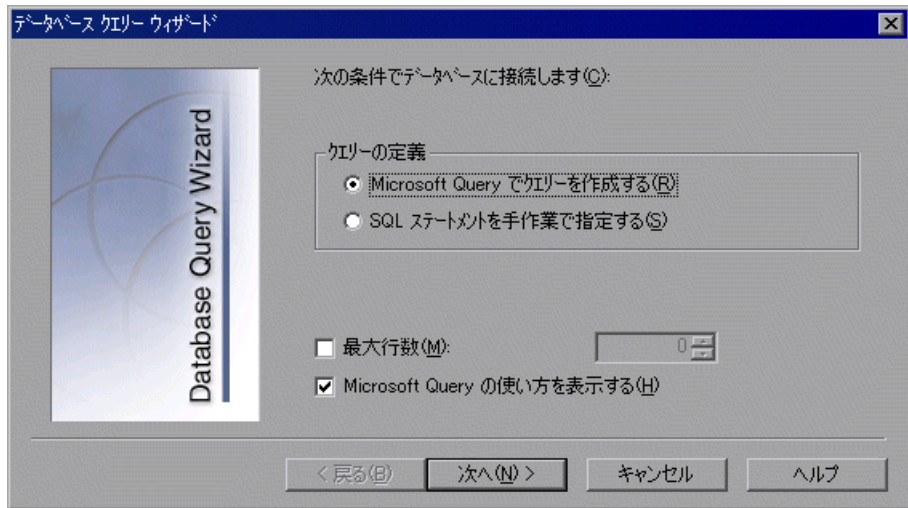 データベース クエリー ウィザード
Database Query Wizard
次の条件でデータベースに接続します(C):
クエリーの定義
Microsoft Query でクエリーを作成する(R)
SQL ステートメントを手作業で指定する(S)
最大行数(M): 0
Microsoft Query の使い方を表示する(H)
< 戻る(B) 次へ(N) > キャンセル ヘルプ